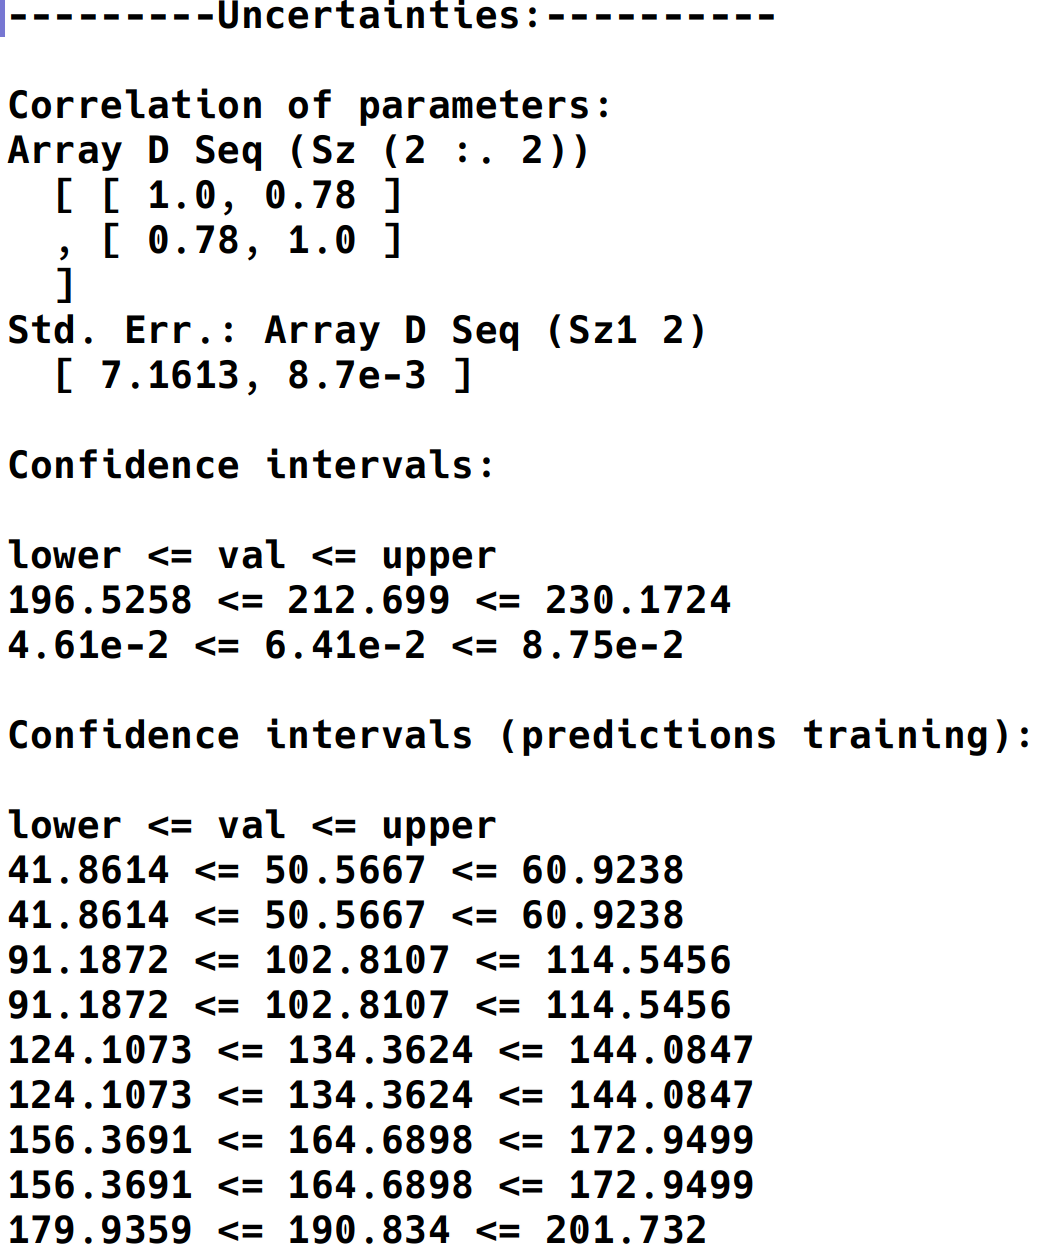 ---------Uncertainties:----------
Correlation of parameters:
Array D Seq (Sz (2 :. 2))
  [ [ 1.0, 0.78 ]
  , [ 0.78, 1.0 ]
  ]
Std. Err.: Array D Seq (Sz1 2)
  [ 7.1613, 8.7e-3 ]
Confidence intervals:
lower <= val <= upper
196.5258 <= 212.699 <= 230.1724
4.61e-2 <= 6.41e-2 <= 8.75e-2
Confidence intervals (predictions training):
lower <= val <= upper
41.8614 <= 50.5667 <= 60.9238
41.8614 <= 50.5667 <= 60.9238
91.1872 <= 102.8107 <= 114.5456
91.1872 <= 102.8107 <= 114.5456
124.1073 <= 134.3624 <= 144.0847
124.1073 <= 134.3624 <= 144.0847
156.3691 <= 164.6898 <= 172.9499
156.3691 <= 164.6898 <= 172.9499
179.9359 <= 190.834 <= 201.732